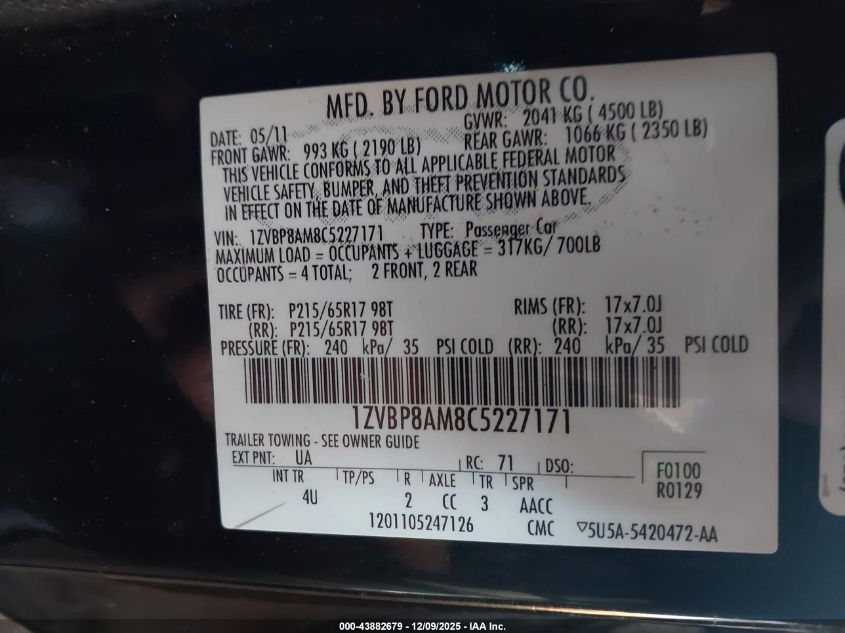 MFD. BY FORD MOTOR CO.
DATE: 05/11 GVWR: 2041 KG ( 4500 LB)
FRONT GAWR: 993 KG ( 2190 LB) REAR GAWR: 1066 KG ( 2350 LB)
THIS VEHICLE CONFORMS TO ALL APPLICABLE FEDERAL MOTOR
VEHICLE SAFETY, BUMPER, AND THEFT PREVENTION STANDARDS
IN EFFECT ON THE DATE OF MANUFACTURE SHOWN ABOVE.
VIN: 1ZVBP8AM8C5227171 TYPE: Passenger Car
MAXIMUM LOAD = OCCUPANTS + LUGGAGE = 317KG/ 700LB
OCCUPANTS = 4 TOTAL; 2 FRONT, 2 REAR
TIRE (FR): P215/65R17 98T RIMS (FR): 17x7.0J
(RR): P215/65R17 98T (RR): 17x7.0J
PRESSURE (FR): 240 kPa/ 35 PSI COLD (RR): 240 kPa/ 35 PSI COLD
1ZVBP8AM8C5227171
TRAILER TOWING - SEE OWNER GUIDE
EXT PNT: UA RC: 71 DSO: F0100
INT TR TP/PS R AXLE TR SPR R0129
4U 2 CC 3 AACC
1201105247126 CMC ▽5U5A-5420472-AA
000-43882679 - 12/09/2025 - IAA Inc.